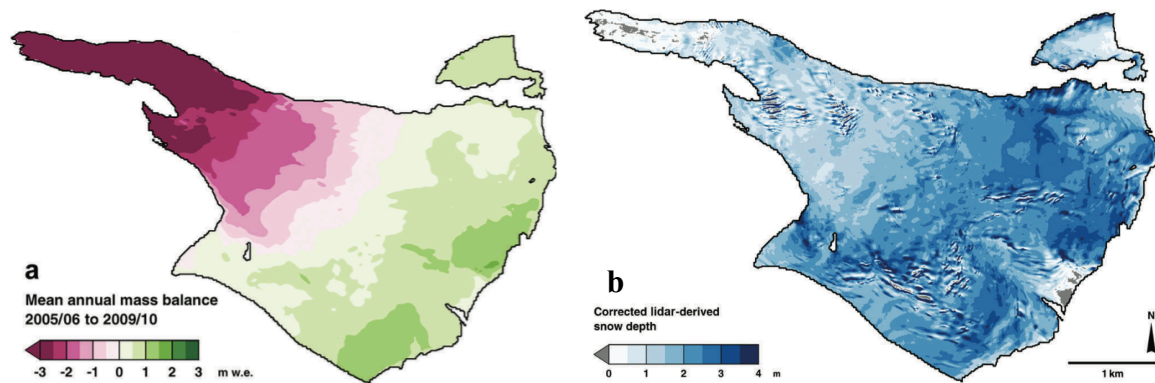 a
Mean annual mass balance
2005/06 to 2009/10
-3 -2 -1 0 1 2 3 m w.e.
b
Corrected lidar-derived
snow depth
0 1 2 3 4 m
N
1 km